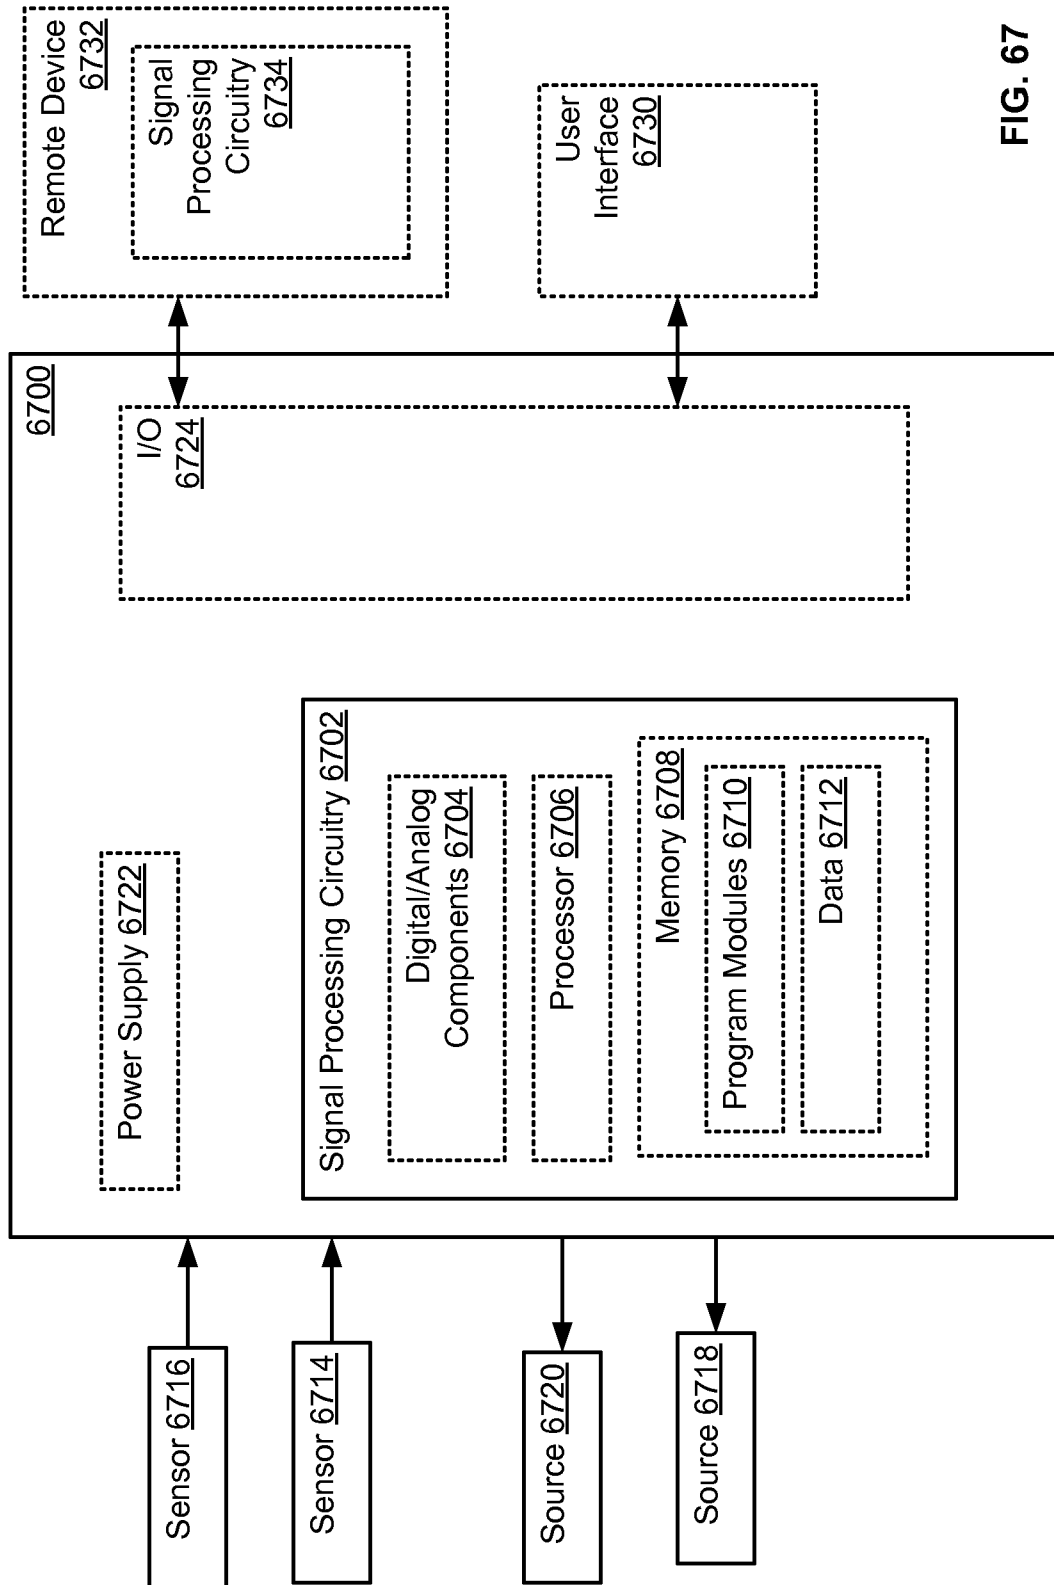 Sensor 6716
Sensor 6714
Source 6720
Source 6718
6700
Power Supply 6722
Signal Processing Circuitry 6702
Digital/Analog
Components 6704
Processor 6706
Memory 6708
Program Modules 6710
Data 6712
I/O
6724
Remote Device
6732
Signal
Processing
Circuitry
6734
User
Interface
6730
FIG. 67